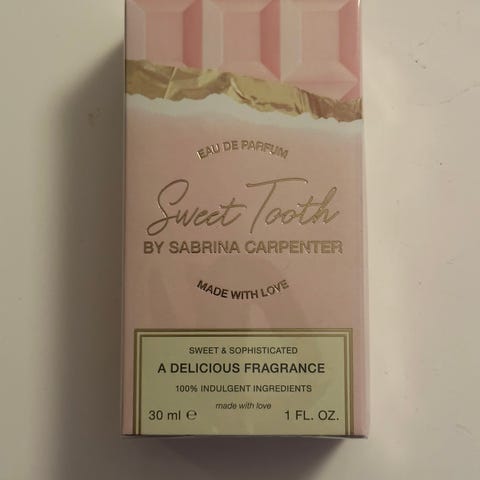 EAU DE PARFUM
Sweet Tooth
BY SABRINA CARPENTER
MADE WITH LOVE
SWEET & SOPHISTICATED
A DELICIOUS FRAGRANCE
100% INDULGENT INGREDIENTS
made with love
30 ml ℮ 1 FL. OZ.